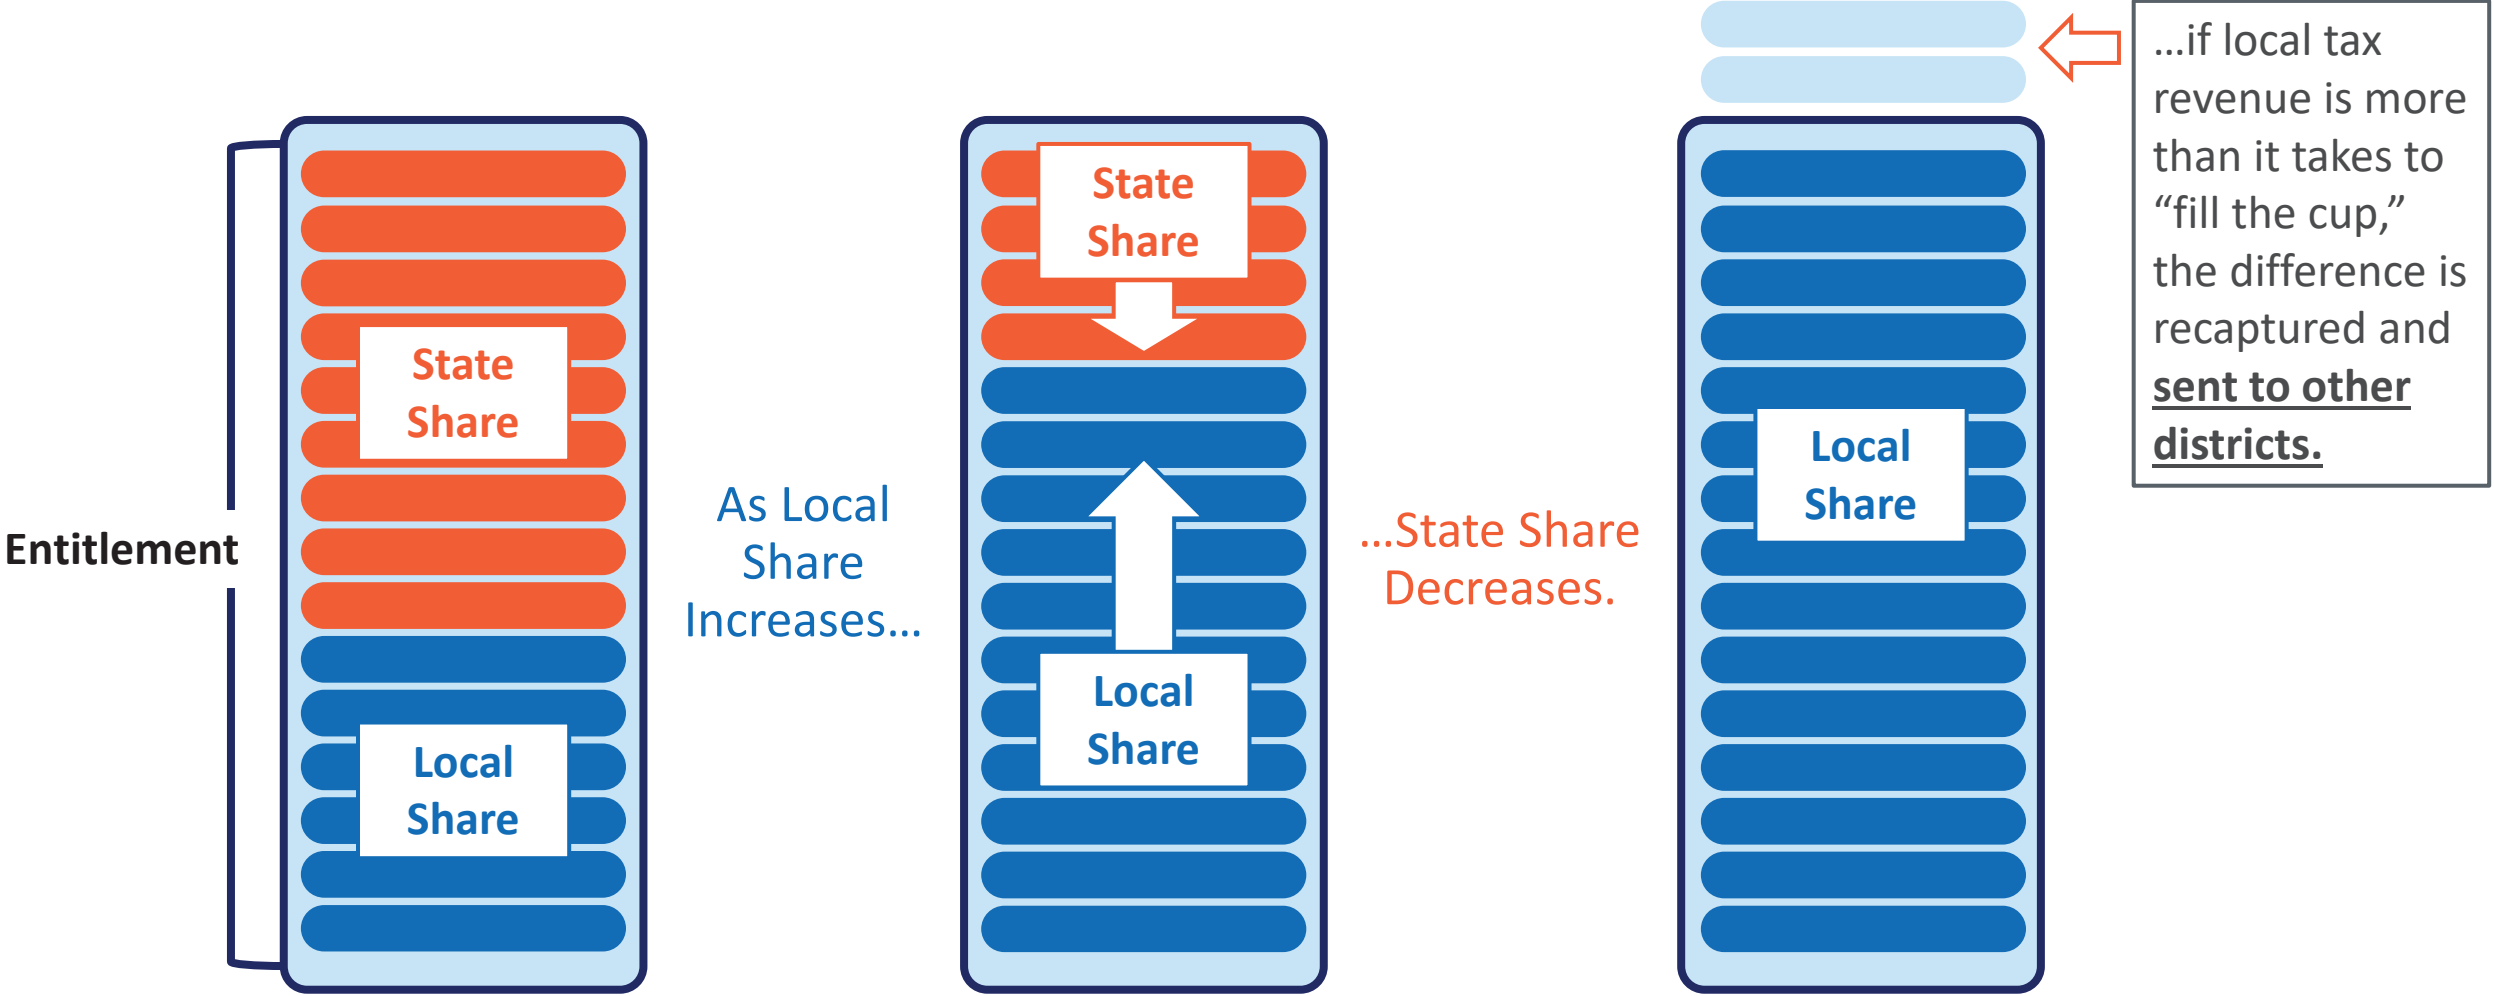 Entitlement
State
Share
Local
Share
As Local
Share
Increases...
State
Share
Local
Share
...State Share
Decreases.
Local
Share
...if local tax
revenue is more
than it takes to
“fill the cup,”
the difference is
recaptured and
sent to other
districts.